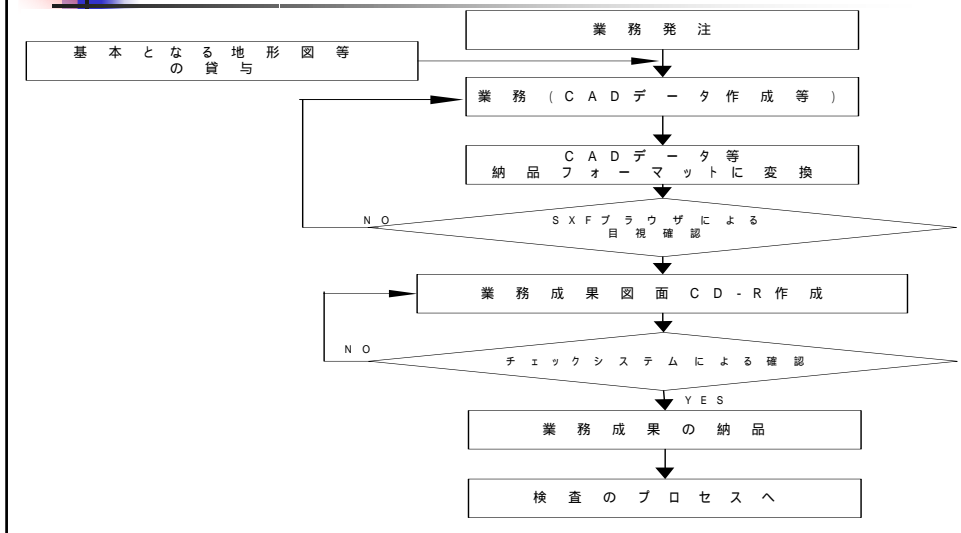 業務発注
基本となる地形図等
の貸与
業務(CADデータ作成等)
CADデータ等
納品フォーマットに変換
NO
SXFブラウザによる
目視確認
業務成果図面CD-R作成
NO
チェックシステムによる確認
YES
業務成果の納品
検査のプロセスへ